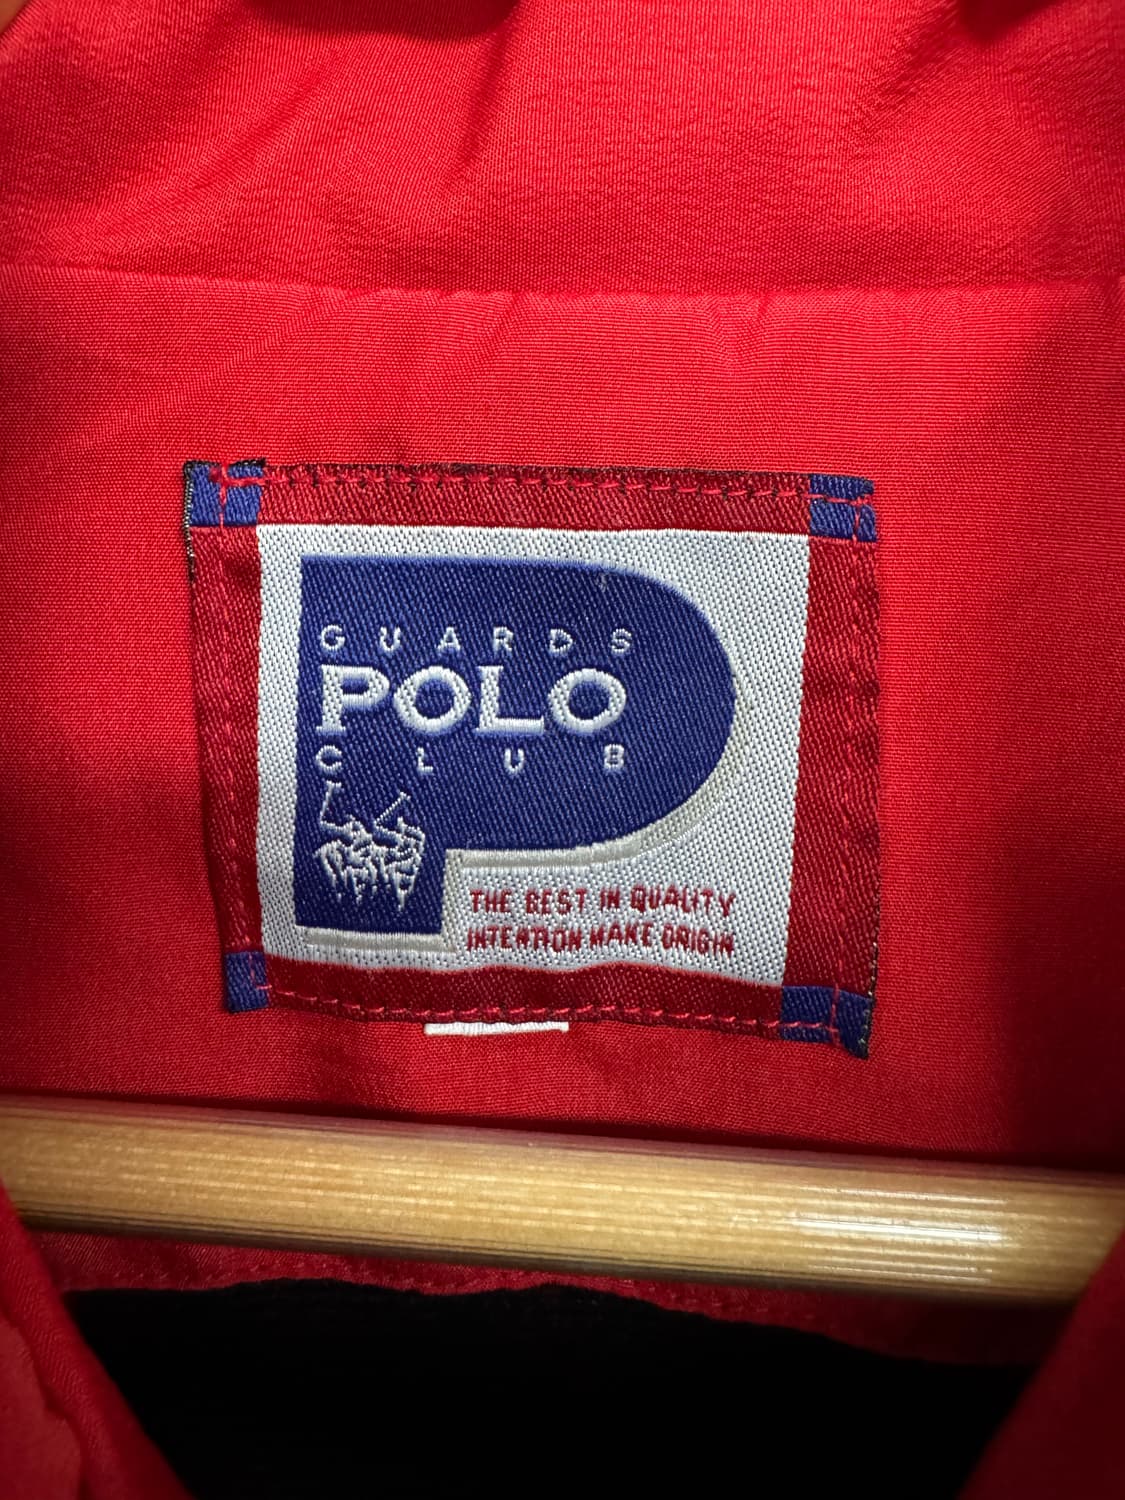 GUARDS
POLO
CLUB
THE BEST IN QUALITY
INTENTION MAKE ORIGIN